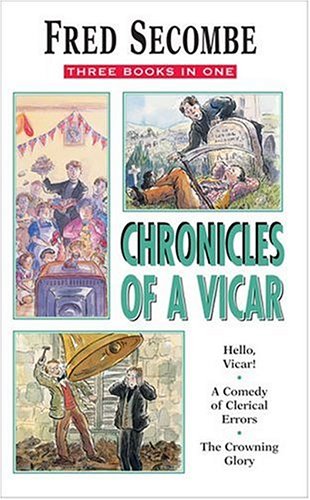 FRED SECOMBE
THREE BOOKS IN ONE
CHRONICLES
OF A VICAR
Hello,
Vicar!
•
A Comedy
of Clerical
Errors
•
The Crowning
Glory